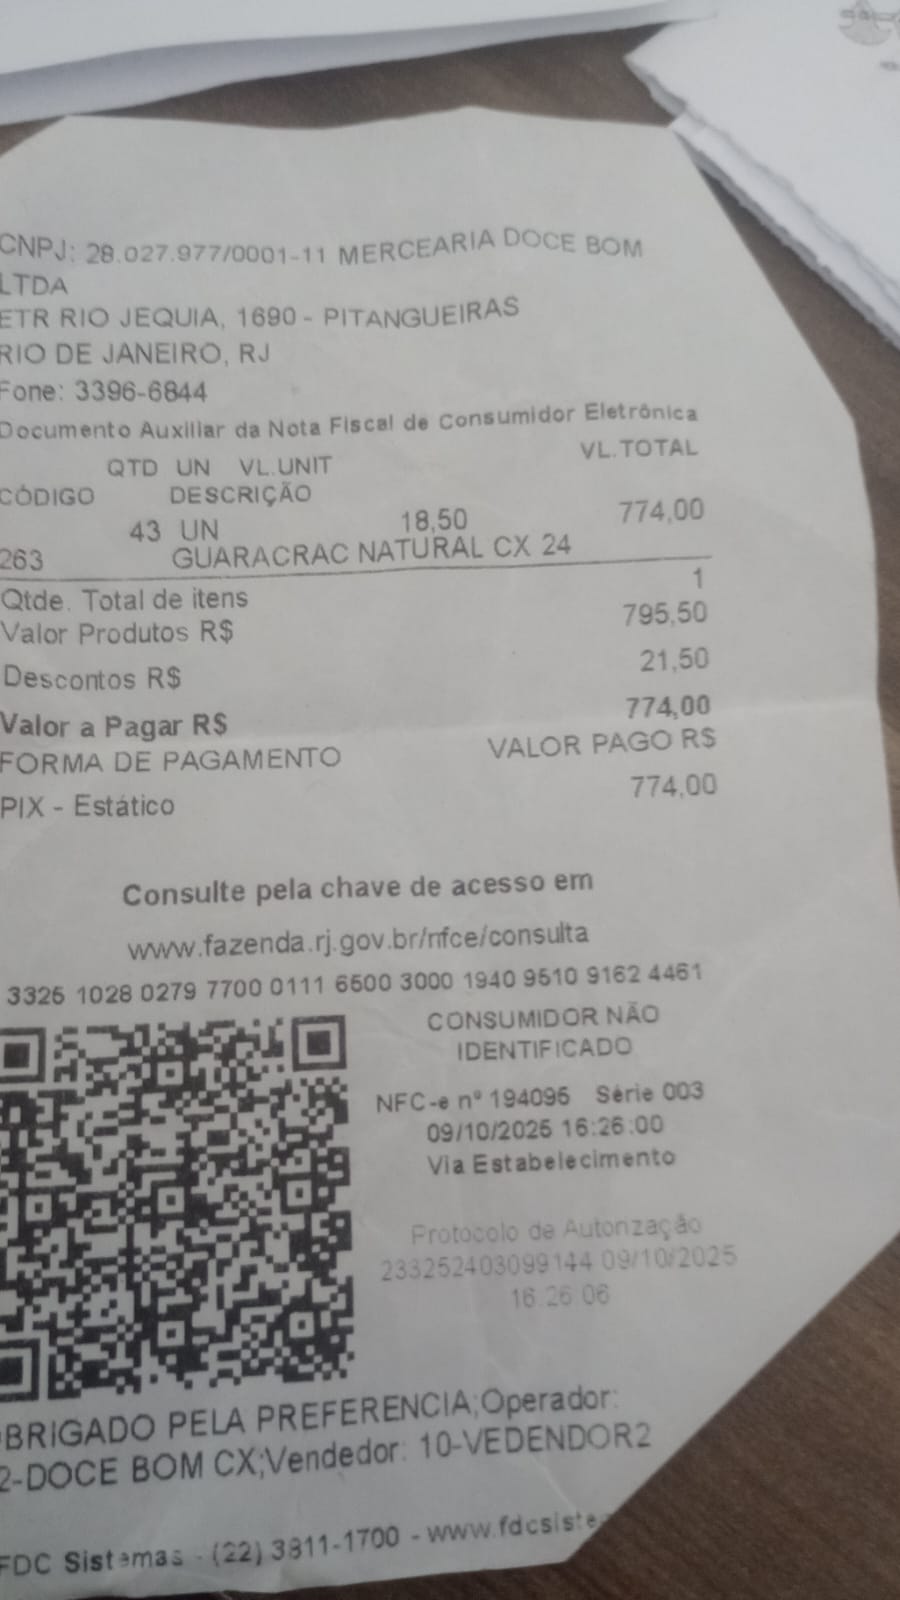 CNPJ: 28.027.977/0001-11 MERCEARIA DOCE BOM
LTDA
ETR RIO JEQUIA, 1690 - PITANGUEIRAS
RIO DE JANEIRO, RJ
Fone: 3396-6844
Documento Auxiliar da Nota Fiscal de Consumidor Eletrônica
QTD UN VL.UNIT VL.TOTAL
CÓDIGO DESCRIÇÃO
43 UN 18,50 774,00
263 GUARACRAC NATURAL CX 24
Qtde. Total de itens 1
Valor Produtos R$ 795,50
Descontos R$ 21,50
Valor a Pagar R$ 774,00
FORMA DE PAGAMENTO VALOR PAGO R$
PIX - Estático 774,00
Consulte pela chave de acesso em
www.fazenda.rj.gov.br/nfce/consulta
3325 1028 0279 7700 0111 6500 3000 1940 9510 9162 4461
CONSUMIDOR NÃO
IDENTIFICADO
NFC-e nº 194095 Série 003
09/10/2025 16:26:00
Via Estabelecimento
Protocolo de Autorização
233252403099144 09/10/2025
16:26:06
BRIGADO PELA PREFERENCIA;Operador:
2-DOCE BOM CX;Vendedor: 10-VEDENDOR2
FDC Sistemas - (22) 3811-1700 - www.fdcsiste